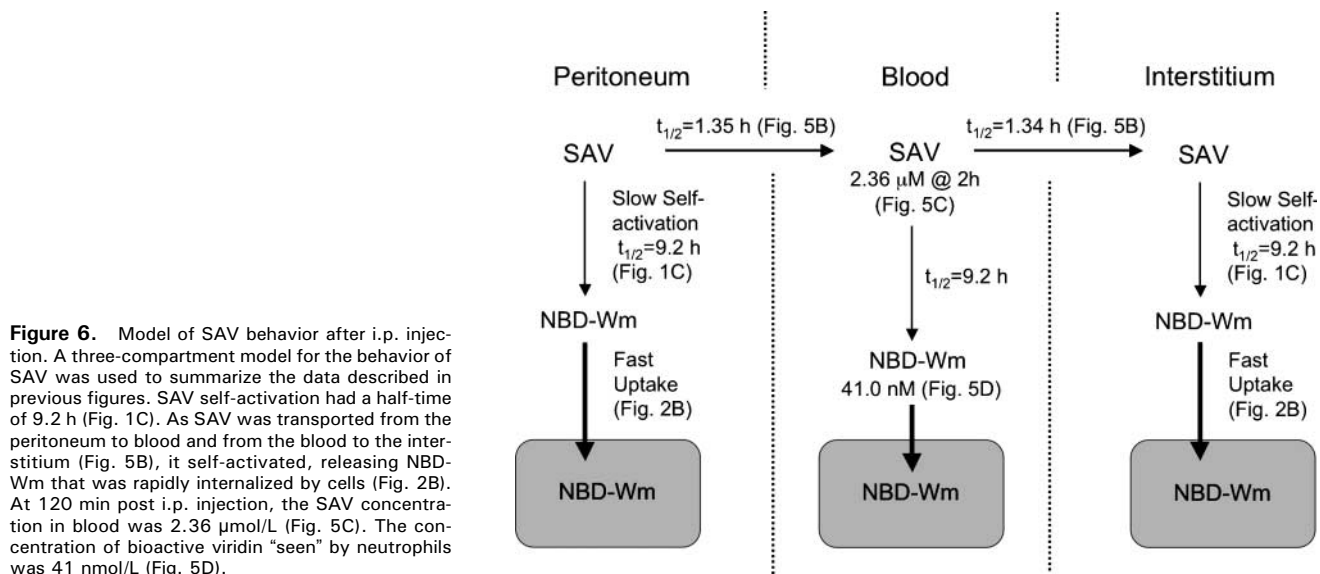 Figure 6. Model of SAV behavior after i.p. injec-
tion. A three-compartment model for the behavior of
SAV was used to summarize the data described in
previous figures. SAV self-activation had a half-time
of 9.2 h (Fig. 1C). As SAV was transported from the
peritoneum to blood and from the blood to the inter-
stitium (Fig. 5B), it self-activated, releasing NBD-
Wm that was rapidly internalized by cells (Fig. 2B).
At 120 min post i.p. injection, the SAV concentra-
tion in blood was 2.36 μmol/L (Fig. 5C). The con-
centration of bioactive viridin “seen” by neutrophils
was 41 nmol/L (Fig. 5D).
Peritoneum
SAV
Slow Self-
activation
t1/2=9.2 h
(Fig. 1C)
NBD-Wm
Fast
Uptake
(Fig. 2B)
NBD-Wm
t1/2=1.35 h (Fig. 5B)
Blood
SAV
2.36 μM @ 2h
(Fig. 5C)
t1/2=9.2 h
NBD-Wm
41.0 nM (Fig. 5D)
NBD-Wm
t1/2=1.34 h (Fig. 5B)
Interstitium
SAV
Slow Self-
activation
t1/2=9.2 h
(Fig. 1C)
NBD-Wm
Fast
Uptake
(Fig. 2B)
NBD-Wm